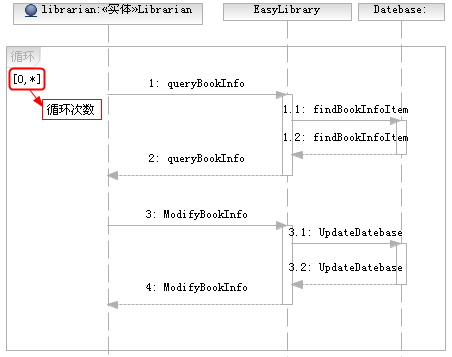 librarian:«实体»Librarian
EasyLibrary
Datebase:
循环
[0,*]
循环次数
1: queryBookInfo
1.1: findBookInfoItem
1.2: findBookInfoItem
2: queryBookInfo
3: ModifyBookInfo
3.1: UpdateDatebase
3.2: UpdateDatebase
4: ModifyBookInfo